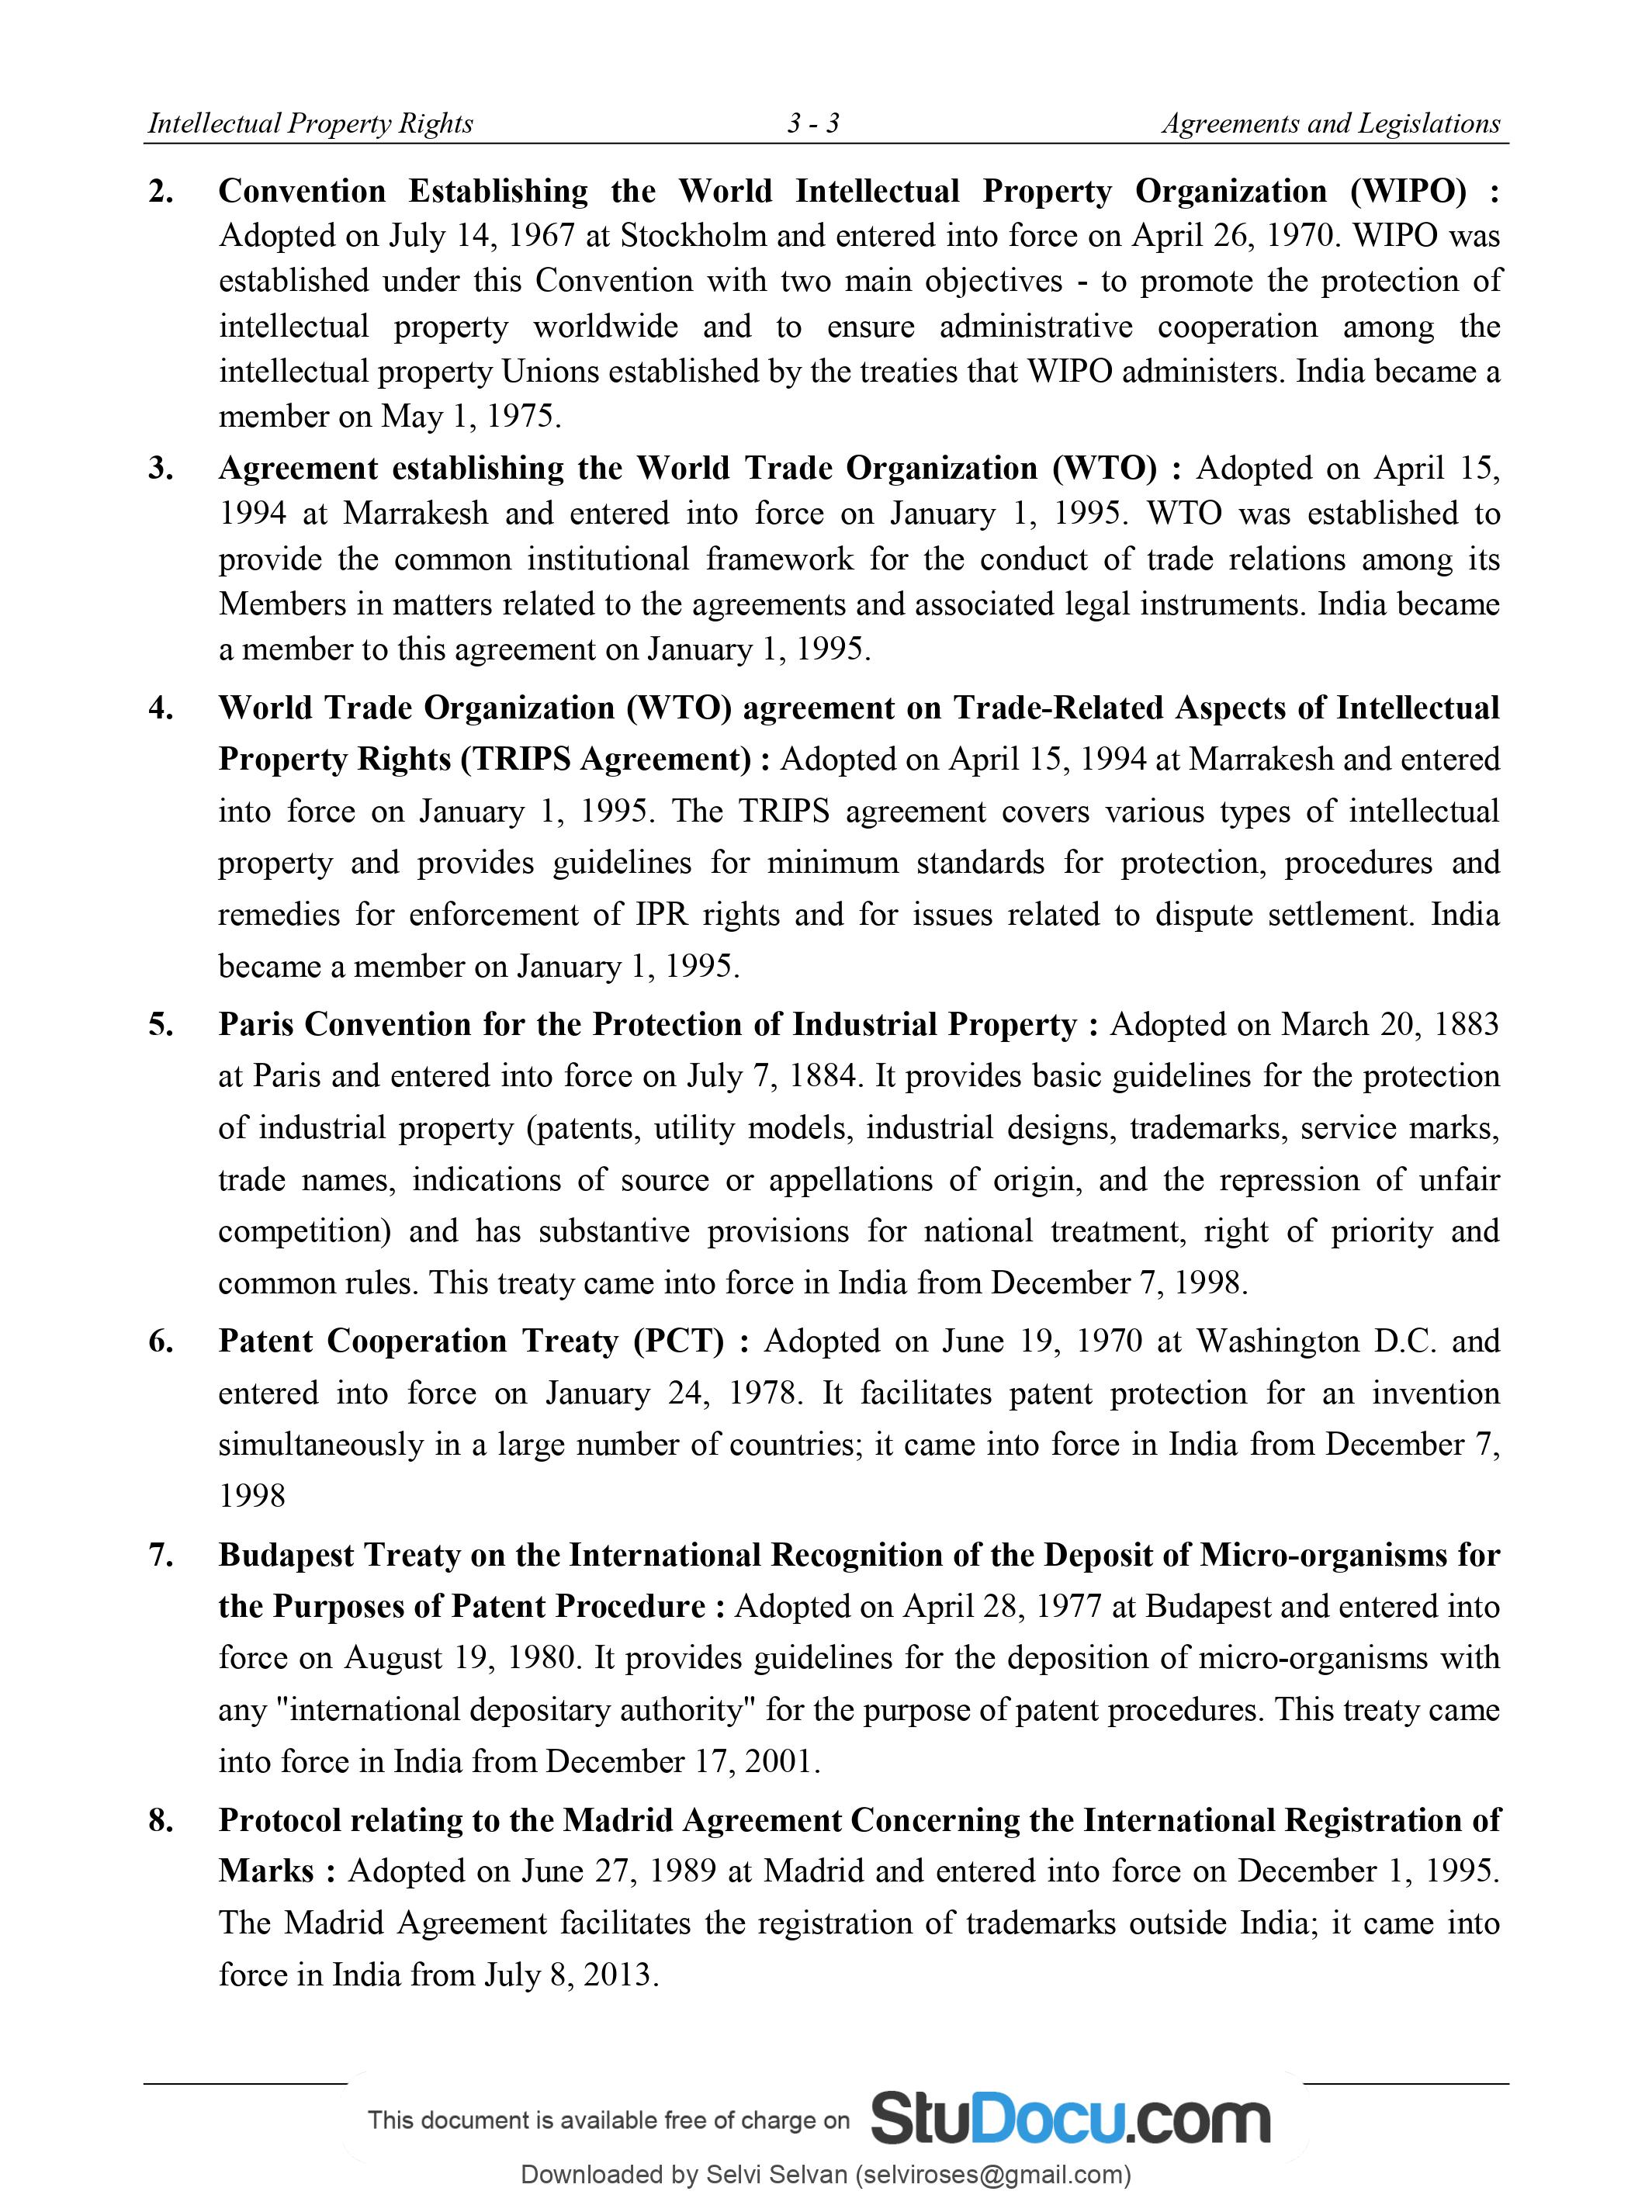 Intellectual Property Rights 3 - 3 Agreements and Legislations
2. Convention Establishing the World Intellectual Property Organization (WIPO) :
Adopted on July 14, 1967 at Stockholm and entered into force on April 26, 1970. WIPO was
established under this Convention with two main objectives - to promote the protection of
intellectual property worldwide and to ensure administrative cooperation among the
intellectual property Unions established by the treaties that WIPO administers. India became a
member on May 1, 1975.
3. Agreement establishing the World Trade Organization (WTO) : Adopted on April 15,
1994 at Marrakesh and entered into force on January 1, 1995. WTO was established to
provide the common institutional framework for the conduct of trade relations among its
Members in matters related to the agreements and associated legal instruments. India became
a member to this agreement on January 1, 1995.
4. World Trade Organization (WTO) agreement on Trade-Related Aspects of Intellectual
Property Rights (TRIPS Agreement) : Adopted on April 15, 1994 at Marrakesh and entered
into force on January 1, 1995. The TRIPS agreement covers various types of intellectual
property and provides guidelines for minimum standards for protection, procedures and
remedies for enforcement of IPR rights and for issues related to dispute settlement. India
became a member on January 1, 1995.
5. Paris Convention for the Protection of Industrial Property : Adopted on March 20, 1883
at Paris and entered into force on July 7, 1884. It provides basic guidelines for the protection
of industrial property (patents, utility models, industrial designs, trademarks, service marks,
trade names, indications of source or appellations of origin, and the repression of unfair
competition) and has substantive provisions for national treatment, right of priority and
common rules. This treaty came into force in India from December 7, 1998.
6. Patent Cooperation Treaty (PCT) : Adopted on June 19, 1970 at Washington D.C. and
entered into force on January 24, 1978. It facilitates patent protection for an invention
simultaneously in a large number of countries; it came into force in India from December 7,
1998
7. Budapest Treaty on the International Recognition of the Deposit of Micro-organisms for
the Purposes of Patent Procedure : Adopted on April 28, 1977 at Budapest and entered into
force on August 19, 1980. It provides guidelines for the deposition of micro-organisms with
any "international depositary authority" for the purpose of patent procedures. This treaty came
into force in India from December 17, 2001.
8. Protocol relating to the Madrid Agreement Concerning the International Registration of
Marks : Adopted on June 27, 1989 at Madrid and entered into force on December 1, 1995.
The Madrid Agreement facilitates the registration of trademarks outside India; it came into
force in India from July 8, 2013.
This document is available free of charge on StuDocu.com
Downloaded by Selvi Selvan (selviroses@gmail.com)